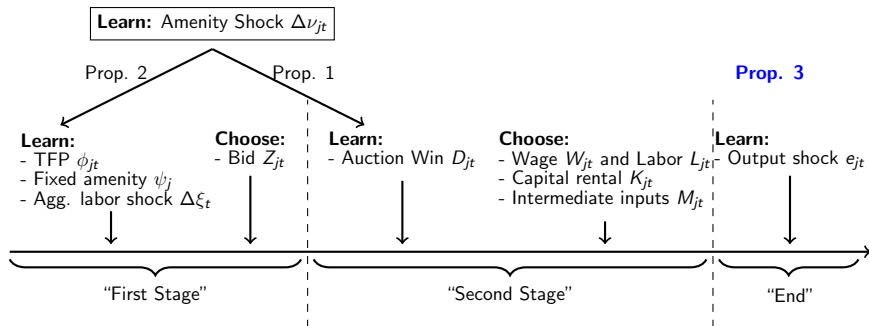 Learn: Amenity Shock Δν_jt
Prop. 2
Prop. 1
Prop. 3
Learn:
- TFP ϕ_jt
- Fixed amenity ψ_j
- Agg. labor shock Δξ_t
Choose:
- Bid Z_jt
Learn:
- Auction Win D_jt
Choose:
- Wage W_jt and Labor L_jt
- Capital rental K_jt
- Intermediate inputs M_jt
Learn:
- Output shock e_jt
“First Stage”
“Second Stage”
“End”